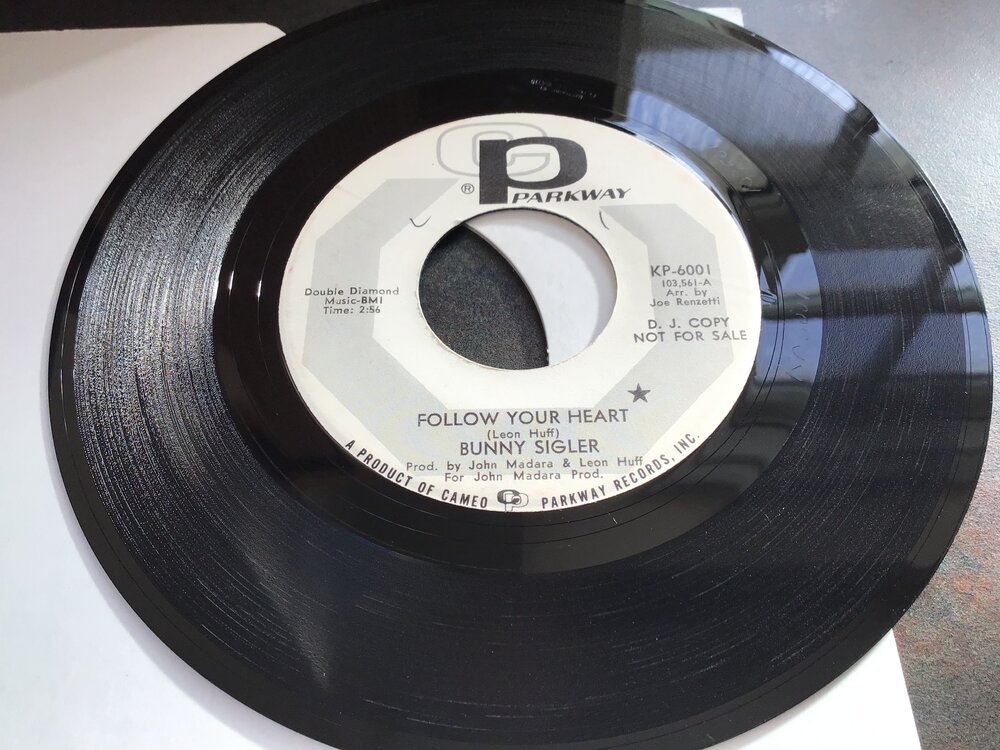 CP
® PARKWAY
Double Diamond
Music-BMI
Time: 2:56
KP-6001
103,561-A
Arr. by
Joe Renzetti
D. J. COPY
NOT FOR SALE
FOLLOW YOUR HEART
(Leon Huff)
BUNNY SIGLER
Prod. by John Madara & Leon Huff
For John Madara Prod.
A PRODUCT OF CAMEO CP PARKWAY RECORDS, INC.